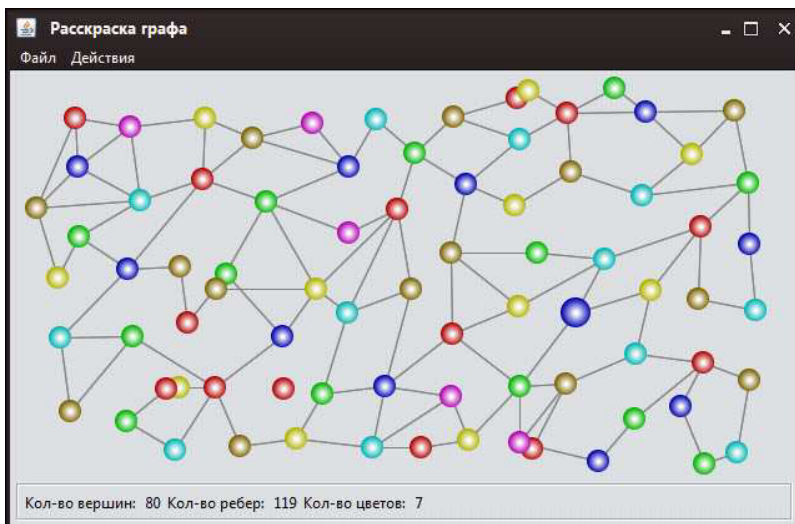 Расскраска графа
Файл Действия
Кол-во вершин: 80 Кол-во ребер: 119 Кол-во цветов: 7